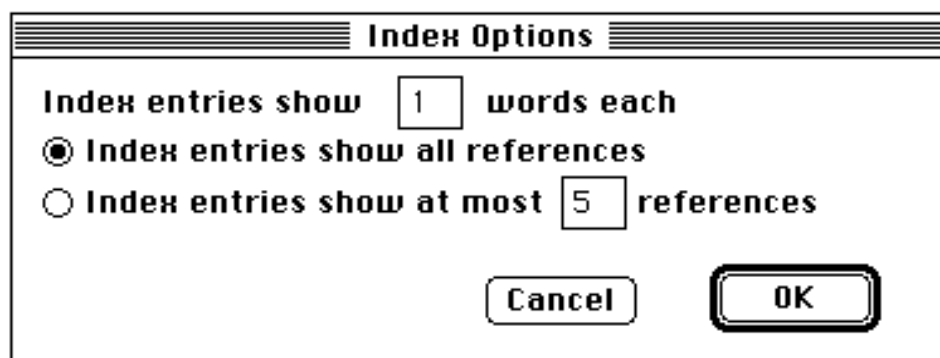 Index Options
Index entries show 1 words each
Index entries show all references
Index entries show at most 5 references
Cancel OK